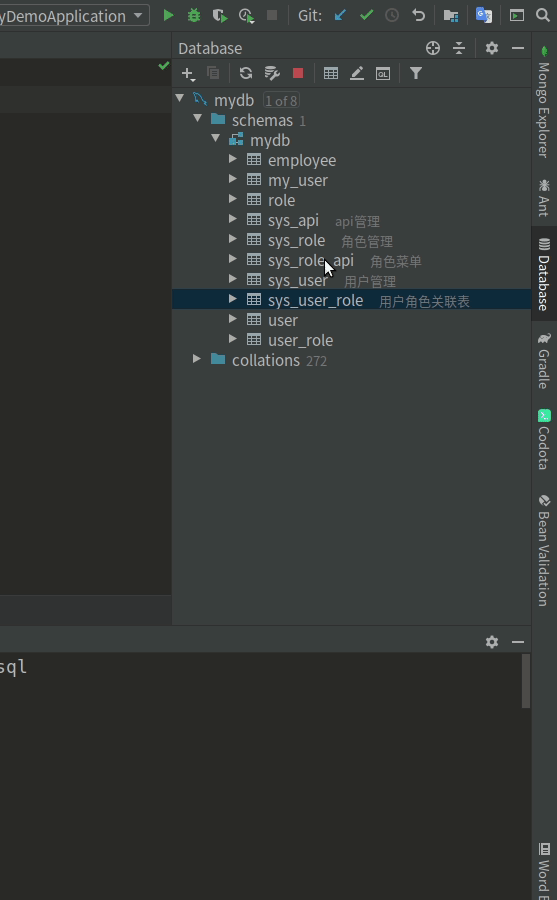 yDemoApplication
Git:
Database
mydb 1 of 8
schemas 1
mydb
employee
my_user
role
sys_api api管理
sys_role 角色管理
sys_role_api 角色菜单
sys_user 用户管理
sys_user_role 用户角色关联表
user
user_role
collations 272
sql
Mongo Explorer
Ant
Database
Gradle
Codota
Bean Validation
Word B